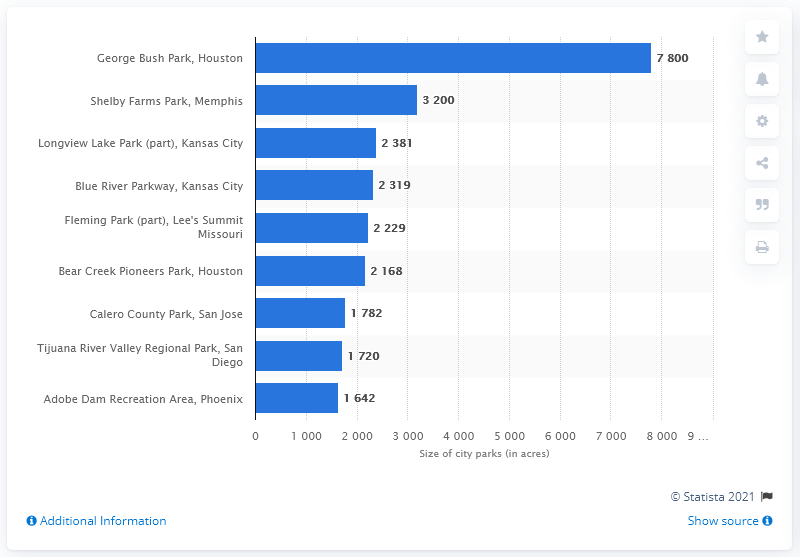 George Bush Park, Houston 7 800
Shelby Farms Park, Memphis 3 200
Longview Lake Park (part), Kansas City 2 381
Blue River Parkway, Kansas City 2 319
Fleming Park (part), Lee's Summit
Missouri 2 229
Bear Creek Pioneers Park, Houston 2 168
Calero County Park, San Jose 1 782
Tijuana River Valley Regional Park, San
Diego 1 720
Adobe Dam Recreation Area, Phoenix 1 642
0 1 000 2 000 3 000 4 000 5 000 6 000 7 000 8 000 9 ...
Size of city parks (in acres)
© Statista 2021
Additional Information Show source